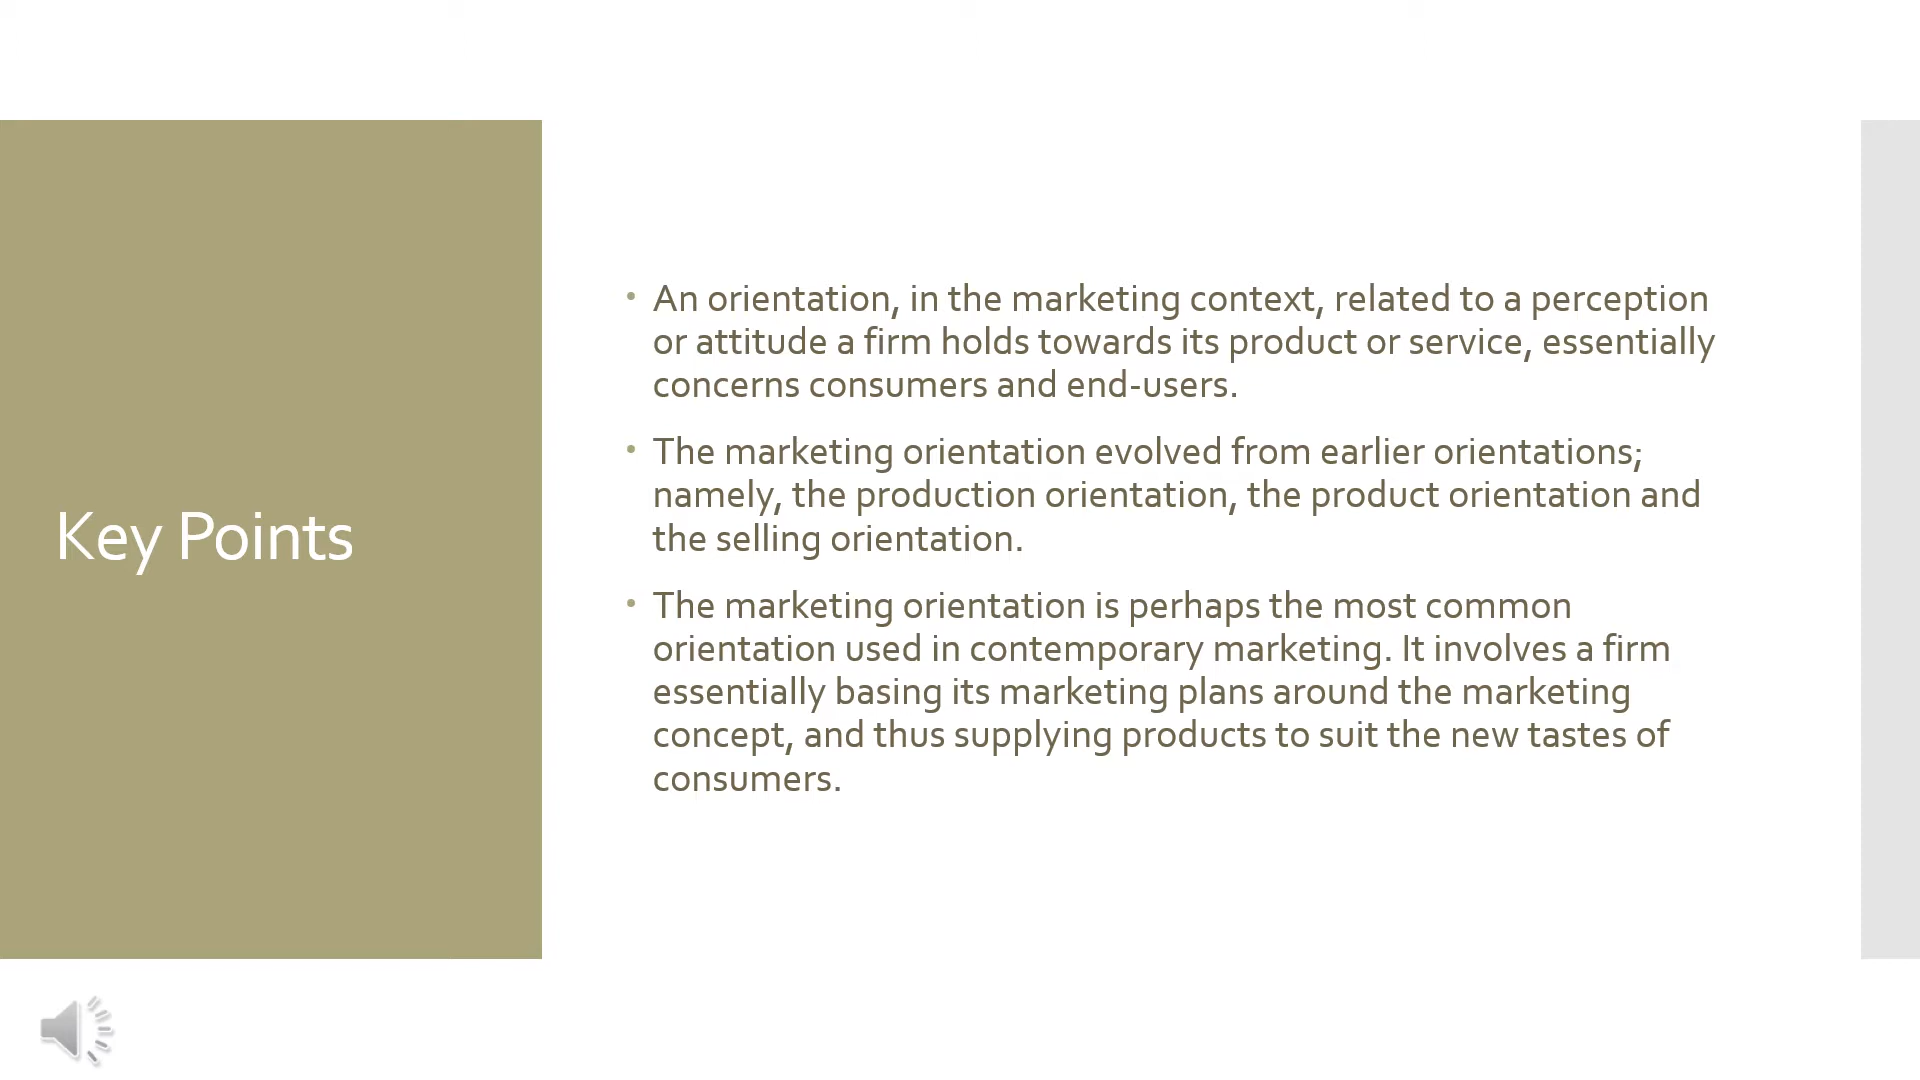 Key Points
• An orientation, in the marketing context, related to a perception
or attitude a firm holds towards its product or service, essentially
concerns consumers and end-users.
• The marketing orientation evolved from earlier orientations;
namely, the production orientation, the product orientation and
the selling orientation.
• The marketing orientation is perhaps the most common
orientation used in contemporary marketing. It involves a firm
essentially basing its marketing plans around the marketing
concept, and thus supplying products to suit the new tastes of
consumers.